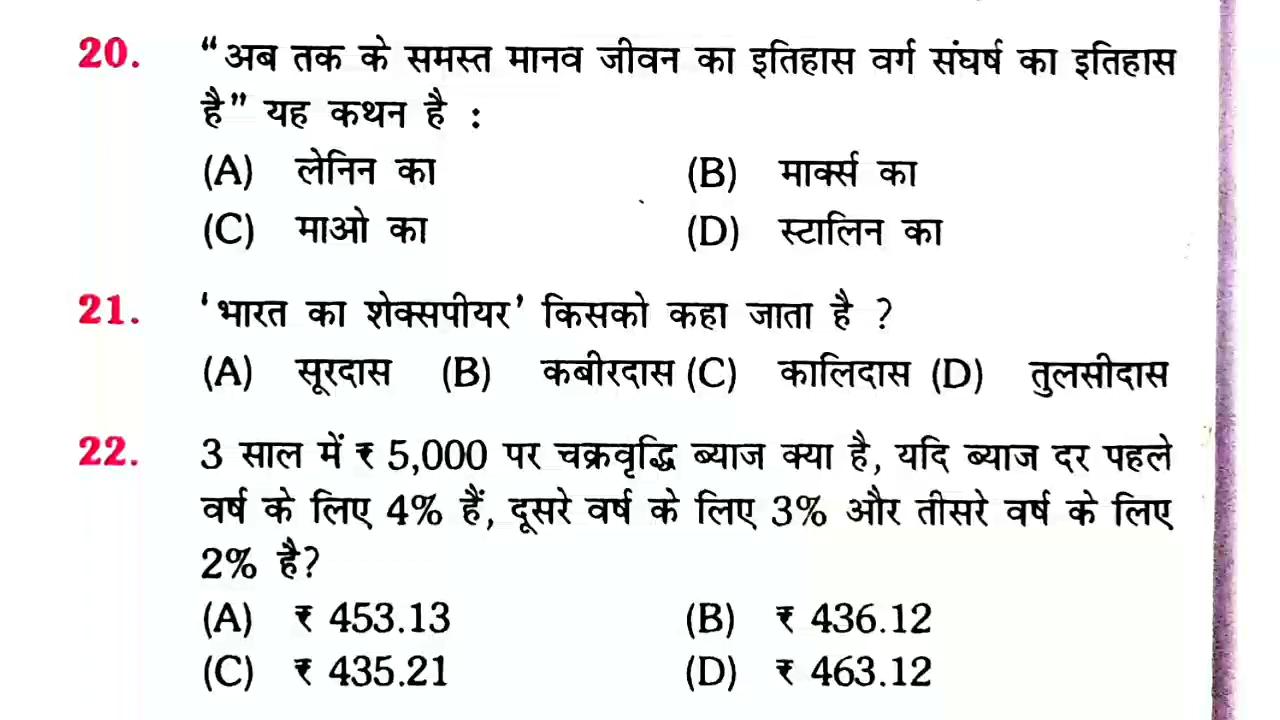 20. “अब तक के समस्त मानव जीवन का इतिहास वर्ग संघर्ष का इतिहास
है” यह कथन है :
(A) लेनिन का (B) मार्क्स का
(C) माओ का (D) स्टालिन का
21. ‘भारत का शेक्सपीयर’ किसको कहा जाता है ?
(A) सूरदास (B) कबीरदास (C) कालिदास (D) तुलसीदास
22. 3 साल में ₹ 5,000 पर चक्रवृद्धि ब्याज क्या है, यदि ब्याज दर पहले
वर्ष के लिए 4% हैं, दूसरे वर्ष के लिए 3% और तीसरे वर्ष के लिए
2% है?
(A) ₹ 453.13 (B) ₹ 436.12
(C) ₹ 435.21 (D) ₹ 463.12